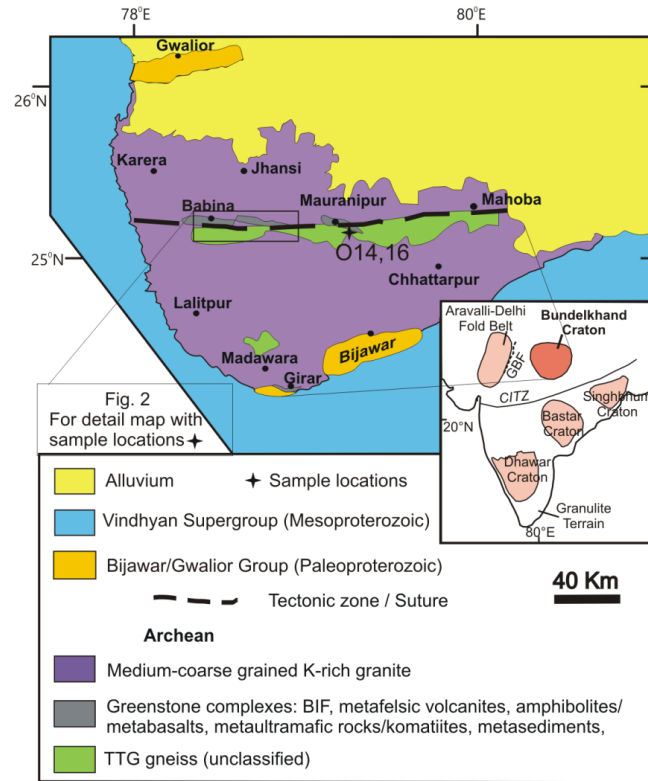 78°E
80°E
Gwalior
26°N
Karera
Jhansi
Babina
Mauranipur
Mahoba
O14,16
25°N
Chhattarpur
Lalitpur
Madawara
Bijawar
Girar
Fig. 2
For detail map with
sample locations
Aravalli-Delhi
Fold Belt
Bundelkhand
Craton
GBF
CITZ
Singhbhum
Craton
20°N
Bastar
Craton
Dhawar
Craton
Granulite
Terrain
80°E
Alluvium
Sample locations
Vindhyan Supergroup (Mesoproterozoic)
Bijawar/Gwalior Group (Paleoproterozoic)
40 Km
Tectonic zone / Suture
Archean
Medium-coarse grained K-rich granite
Greenstone complexes: BIF, metafelsic volcanites, amphibolites/
metabasalts, metaultramafic rocks/komatiites, metasediments,
TTG gneiss (unclassified)